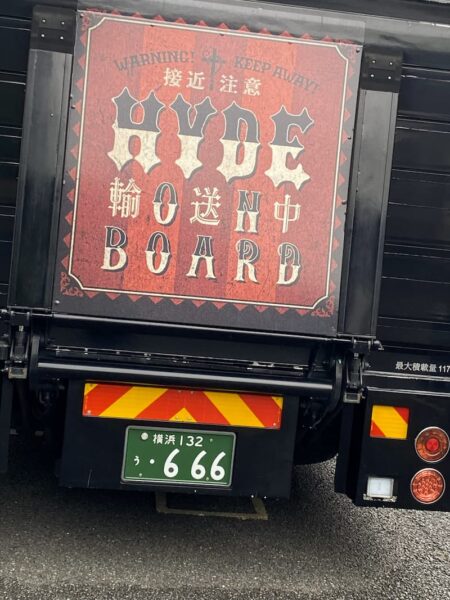 WARNING! KEEP AWAY!
接近注意
HYDE
輸O送N中
BOARD
最大積載量 117
横浜 132
う ・666